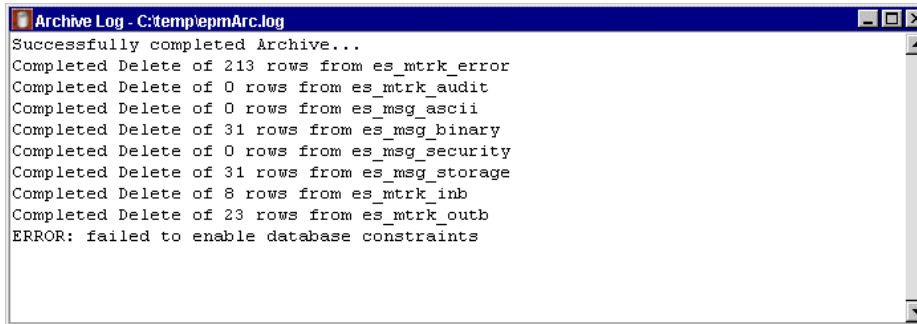 Archive Log - C:\temp\epmArc.log
Successfully completed Archive...
Completed Delete of 213 rows from es_mtrk_error
Completed Delete of 0 rows from es_mtrk_audit
Completed Delete of 0 rows from es_msg_ascii
Completed Delete of 31 rows from es_msg_binary
Completed Delete of 0 rows from es_msg_security
Completed Delete of 31 rows from es_msg_storage
Completed Delete of 8 rows from es_mtrk_inb
Completed Delete of 23 rows from es_mtrk_outb
ERROR: failed to enable database constraints